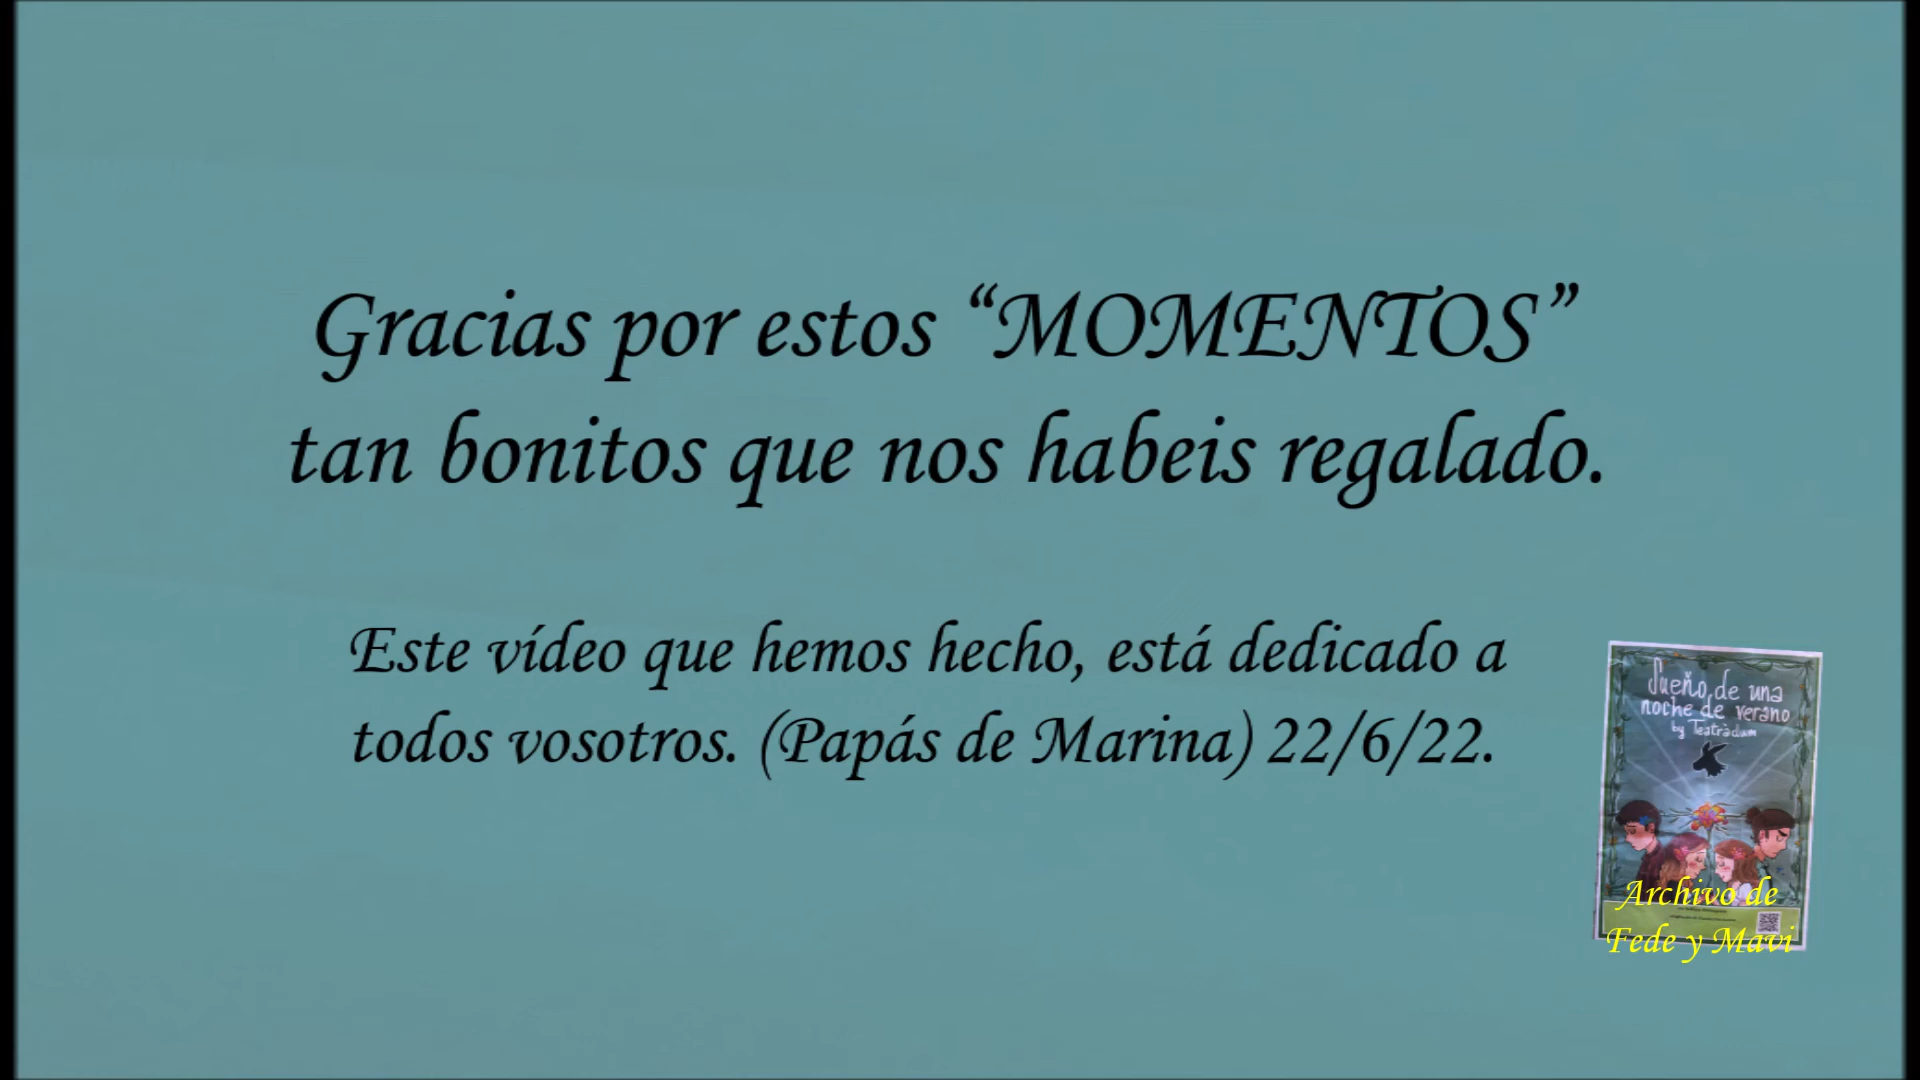 Gracias por estos “MOMENTOS”
tan bonitos que nos habeis regalado.
Este vídeo que hemos hecho, está dedicado a
todos vosotros. (Papás de Marina) 22/6/22.
Sueño de una
noche de verano
by Teatràdum
Archivo de
Fede y Mavi